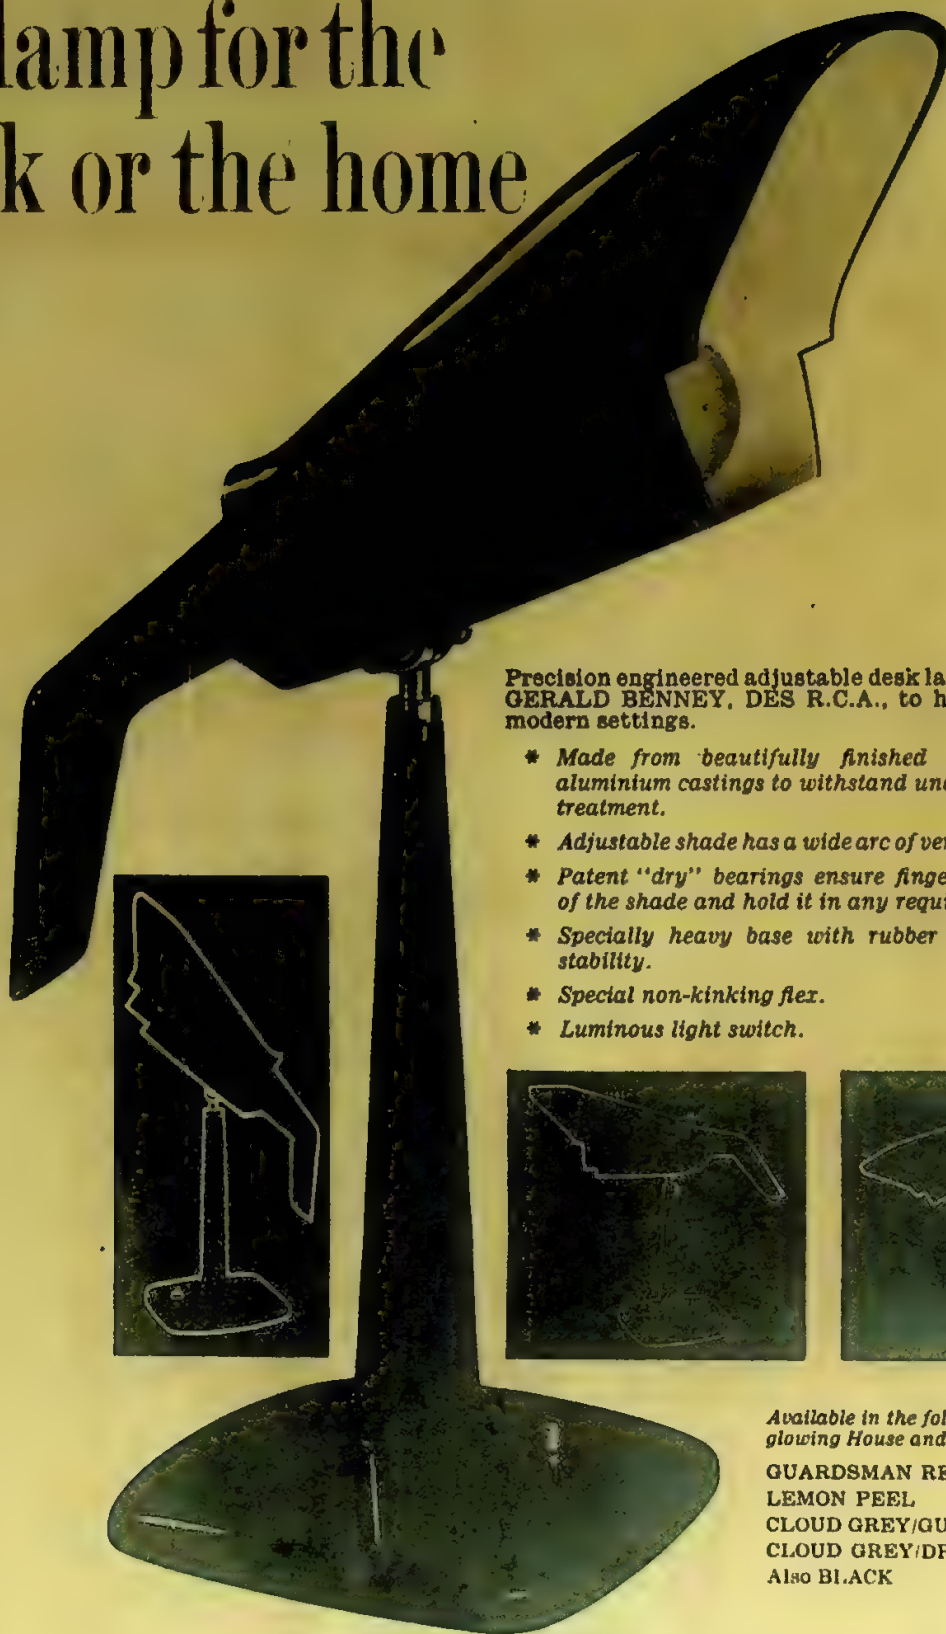 lamp for the
k or the home
Precision engineered adjustable desk la
GERALD BENNEY, DES R.C.A., to h
modern settings.
* Made from beautifully finished
aluminium castings to withstand und
treatment.
* Adjustable shade has a wide arc of ver
* Patent "dry" bearings ensure finge
of the shade and hold it in any requi
* Specially heavy base with rubber
stability.
* Special non-kinking flex.
* Luminous light switch.
Available in the fol
glowing House and
GUARDSMAN RE
LEMON PEEL
CLOUD GREY/GU
CLOUD GREY/DE
Also BLACK